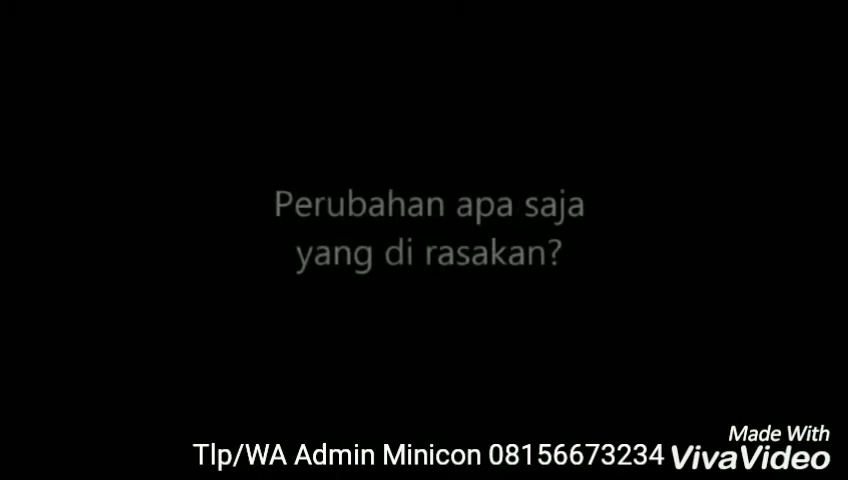 Perubahan apa saja
yang di rasakan?
Made With
Tlp/WA Admin Minicon 08156673234 VivaVideo